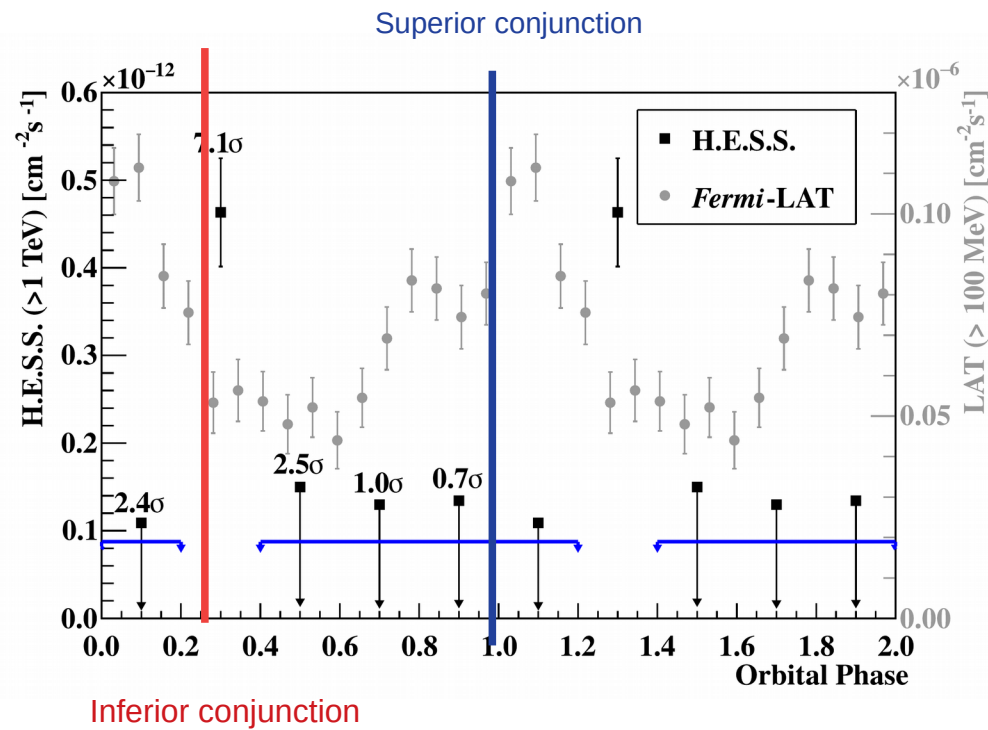 Superior conjunction
×10⁻¹²
×10⁻⁶
H.E.S.S. (>1 TeV) [cm ⁻²s ⁻¹]
0.6
0.5
0.4
0.3
0.2
0.1
0.0
7.1σ
2.4σ
2.5σ
1.0σ
0.7σ
H.E.S.S.
Fermi-LAT
0.10
0.05
0.00
LAT (> 100 MeV) [cm⁻²s⁻¹]
0.0 0.2 0.4 0.6 0.8 1.0 1.2 1.4 1.6 1.8 2.0
Orbital Phase
Inferior conjunction